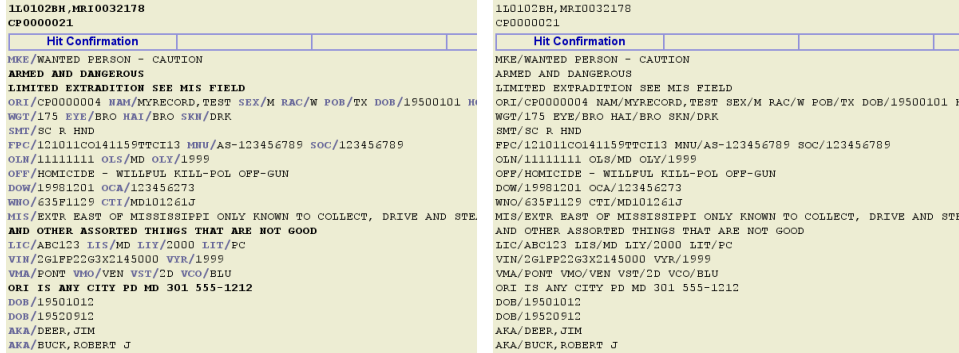 1L0102BH,MRI0032178
CP0000021
Hit Confirmation
MKE/WANTED PERSON - CAUTION
ARMED AND DANGEROUS
LIMITED EXTRADITION SEE MIS FIELD
ORI/CP0000004 NAM/MYRECORD,TEST SEX/M RAC/W POB/TX DOB/19500101
WGT/175 EYE/BRO HAI/BRO SKN/DRK
SMT/SC R HND
FPC/121011CO141159TTCI13 MNU/AS-123456789 SOC/123456789
OLN/11111111 OLS/MD OLY/1999
OFF/HOMICIDE - WILLFUL KILL-POL OFF-GUN
DOW/19981201 OCA/123456273
WNO/635F1129 CTI/MD101261J
MIS/EXTR EAST OF MISSISSIPPI ONLY KNOWN TO COLLECT, DRIVE AND
AND OTHER ASSORTED THINGS THAT ARE NOT GOOD
LIC/ABC123 LIS/MD LIY/2000 LIT/PC
VIN/2G1FP22G3X2145000 VYR/1999
VMA/PONT VMO/VEN VST/2D VCO/BLU
ORI IS ANY CITY PD MD 301 555-1212
DOB/19501012
DOB/19520912
AKA/DEER,JIM
AKA/BUCK,ROBERT J
1L0102BH,MRI0032178
CP0000021
Hit Confirmation
MKE/WANTED PERSON - CAUTION
ARMED AND DANGEROUS
LIMITED EXTRADITION SEE MIS FIELD
ORI/CP0000004 NAM/MYRECORD,TEST SEX/M RAC/W POB/TX DOB/19500101
WGT/175 EYE/BRO HAI/BRO SKN/DRK
SMT/SC R HND
FPC/121011CO141159TTCI13 MNU/AS-123456789 SOC/123456789
OLN/11111111 OLS/MD OLY/1999
OFF/HOMICIDE - WILLFUL KILL-POL OFF-GUN
DOW/19981201 OCA/123456273
WNO/635F1129 CTI/MD101261J
MIS/EXTR EAST OF MISSISSIPPI ONLY KNOWN TO COLLECT, DRIVE AND
AND OTHER ASSORTED THINGS THAT ARE NOT GOOD
LIC/ABC123 LIS/MD LIY/2000 LIT/PC
VIN/2G1FP22G3X2145000 VYR/1999
VMA/PONT VMO/VEN VST/2D VCO/BLU
ORI IS ANY CITY PD MD 301 555-1212
DOB/19501012
DOB/19520912
AKA/DEER,JIM
AKA/BUCK,ROBERT J